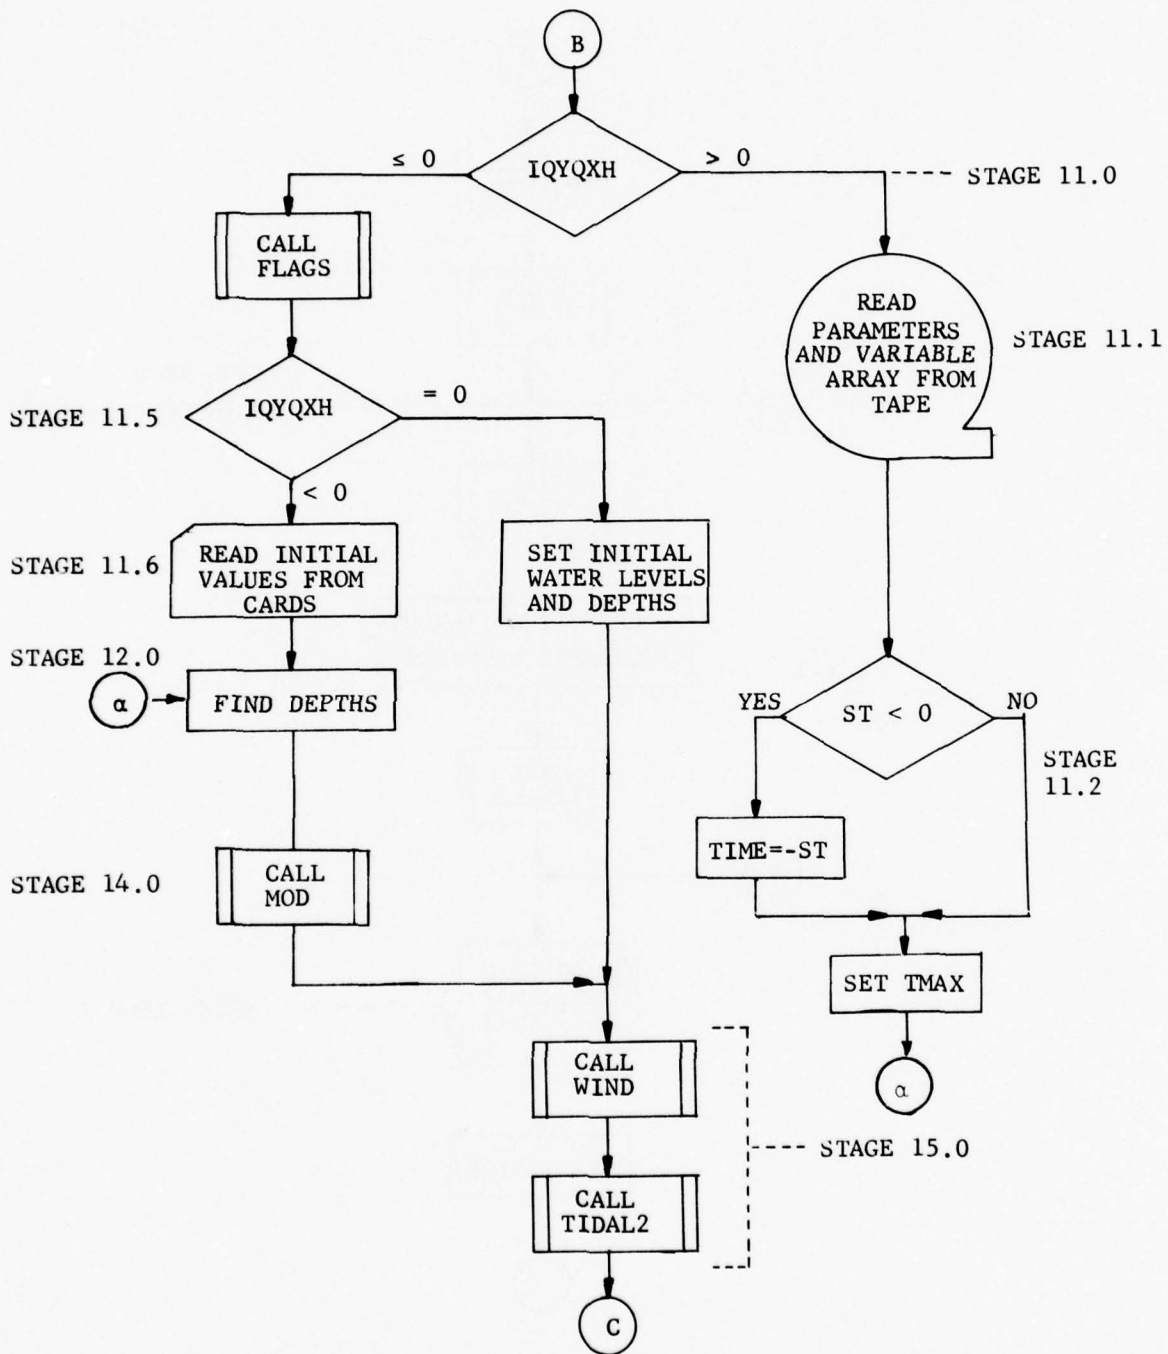 B
IQYQXH
≤ 0
> 0
STAGE 11.0
CALL
FLAGS
READ
PARAMETERS
AND VARIABLE
ARRAY FROM
TAPE
STAGE 11.1
STAGE 11.5
IQYQXH
= 0
< 0
STAGE 11.6
READ INITIAL
VALUES FROM
CARDS
SET INITIAL
WATER LEVELS
AND DEPTHS
STAGE 12.0
α
FIND DEPTHS
YES
ST < 0
NO
STAGE
11.2
TIME=-ST
STAGE 14.0
CALL
MOD
SET TMAX
α
CALL
WIND
STAGE 15.0
CALL
TIDAL2
C